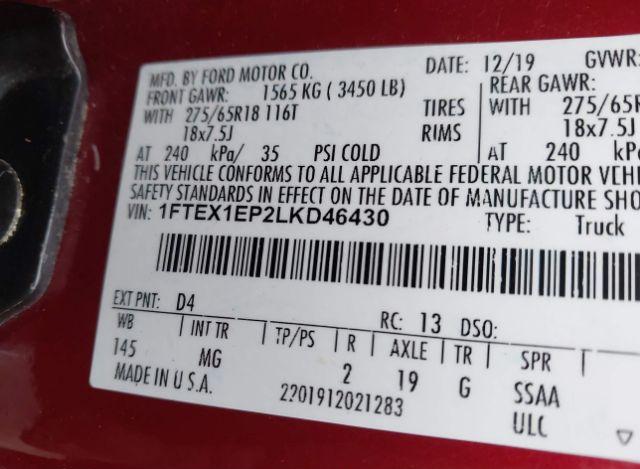 MFD. BY FORD MOTOR CO. DATE: 12/19 GVWR:
FRONT GAWR: 1565 KG ( 3450 LB) REAR GAWR:
WITH 275/65R18 116T TIRES WITH 275/65R
18x7.5J RIMS 18x7.5J
AT 240 kPa/ 35 PSI COLD AT 240 kP
THIS VEHICLE CONFORMS TO ALL APPLICABLE FEDERAL MOTOR VEHI
SAFETY STANDARDS IN EFFECT ON THE DATE OF MANUFACTURE SHO
VIN: 1FTEX1EP2LKD46430 TYPE: Truck
EXT PNT: D4 RC: 13 DSO:
WB INT TR TP/PS R AXLE TR SPR
145 MG 2 19 G SSAA
MADE IN U.S.A. 2201912021283 ULC